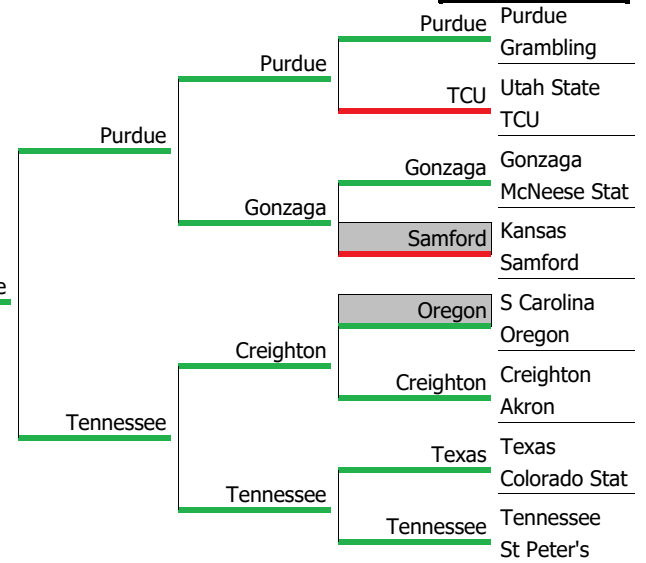 Purdue
Purdue
Grambling
Purdue
TCU
Utah State
TCU
Purdue
Gonzaga
Gonzaga
McNeese Stat
Gonzaga
Samford
Kansas
Samford
e
Oregon
S Carolina
Oregon
Creighton
Creighton
Creighton
Akron
Tennessee
Texas
Texas
Colorado Stat
Tennessee
Tennessee
Tennessee
St Peter's